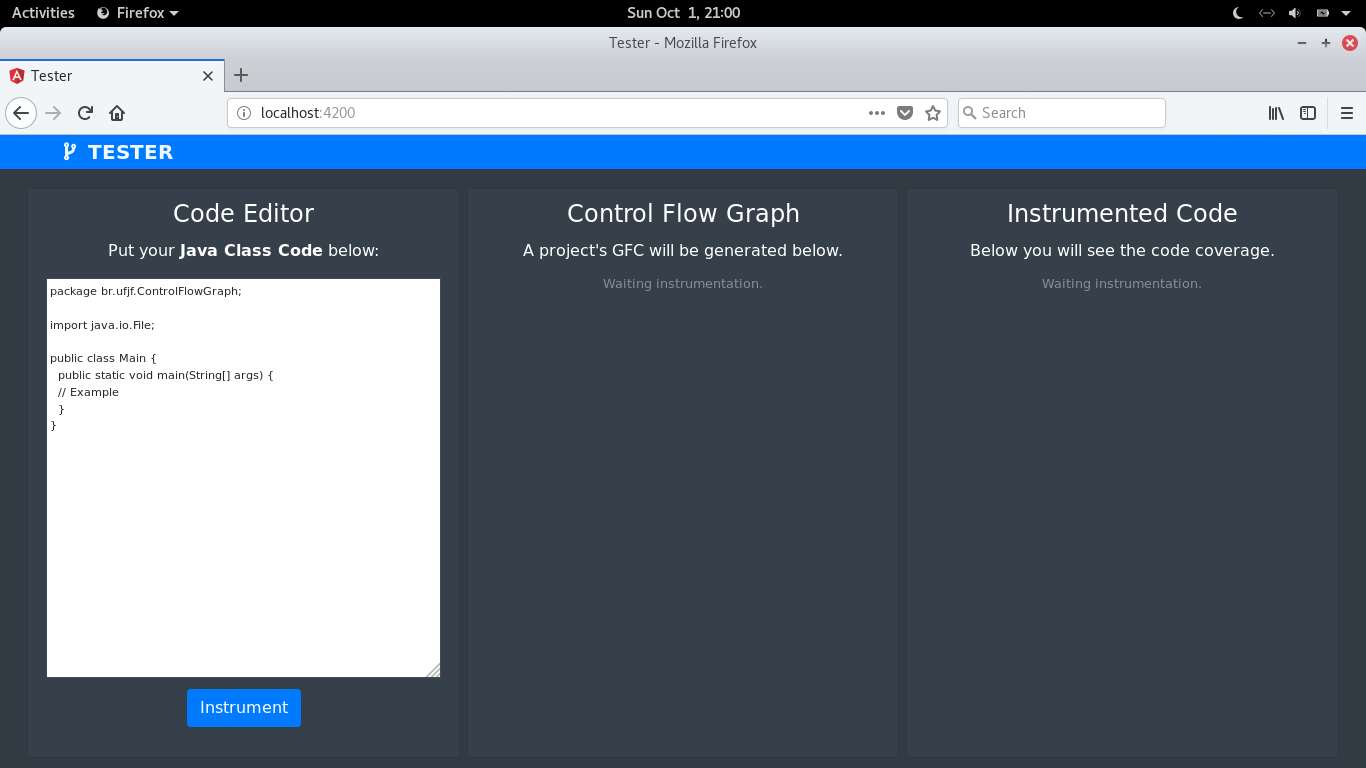 Activities Firefox Sun Oct 1, 21:00
Tester - Mozilla Firefox
Tester
localhost:4200 Search
TESTER
Code Editor
Put your Java Class Code below:
package br.ufjf.ControlFlowGraph;
import java.io.File;
public class Main {
public static void main(String[] args) {
// Example
}
}
Instrument
Control Flow Graph
A project's GFC will be generated below.
Waiting instrumentation.
Instrumented Code
Below you will see the code coverage.
Waiting instrumentation.